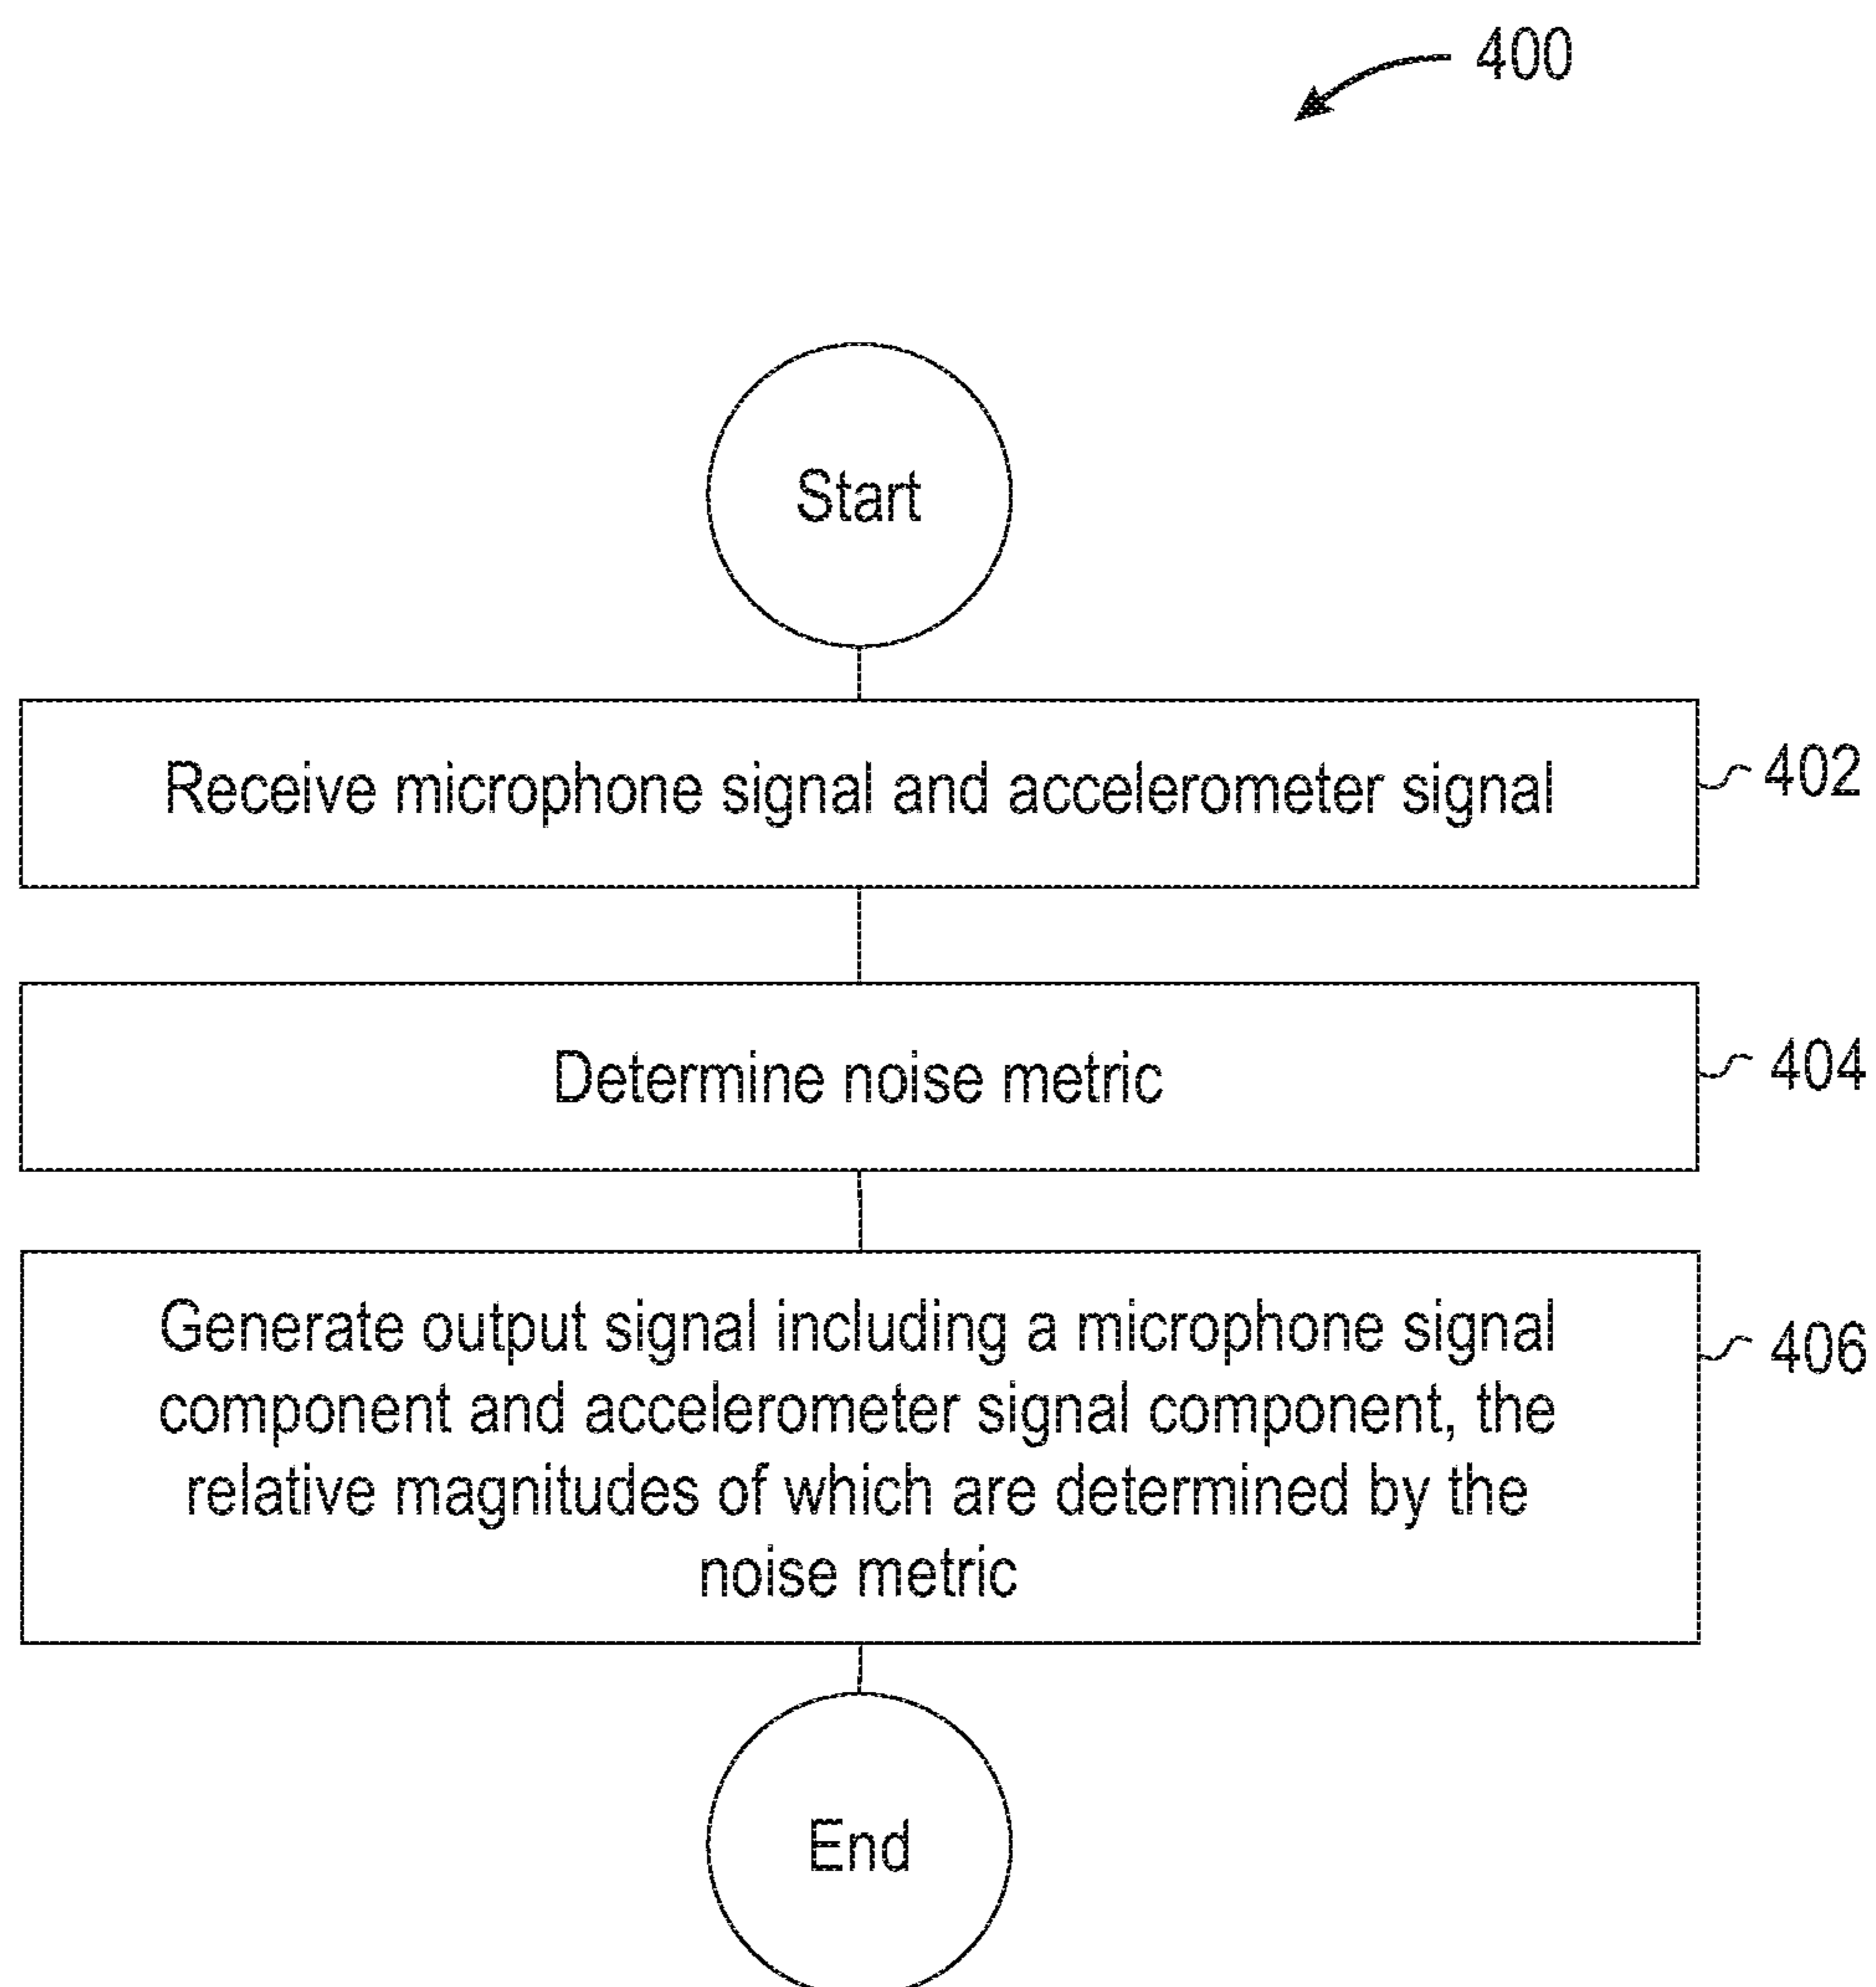 400
Start
Receive microphone signal and accelerometer signal
402
Determine noise metric
404
Generate output signal including a microphone signal
component and accelerometer signal component, the
relative magnitudes of which are determined by the
noise metric
406
End